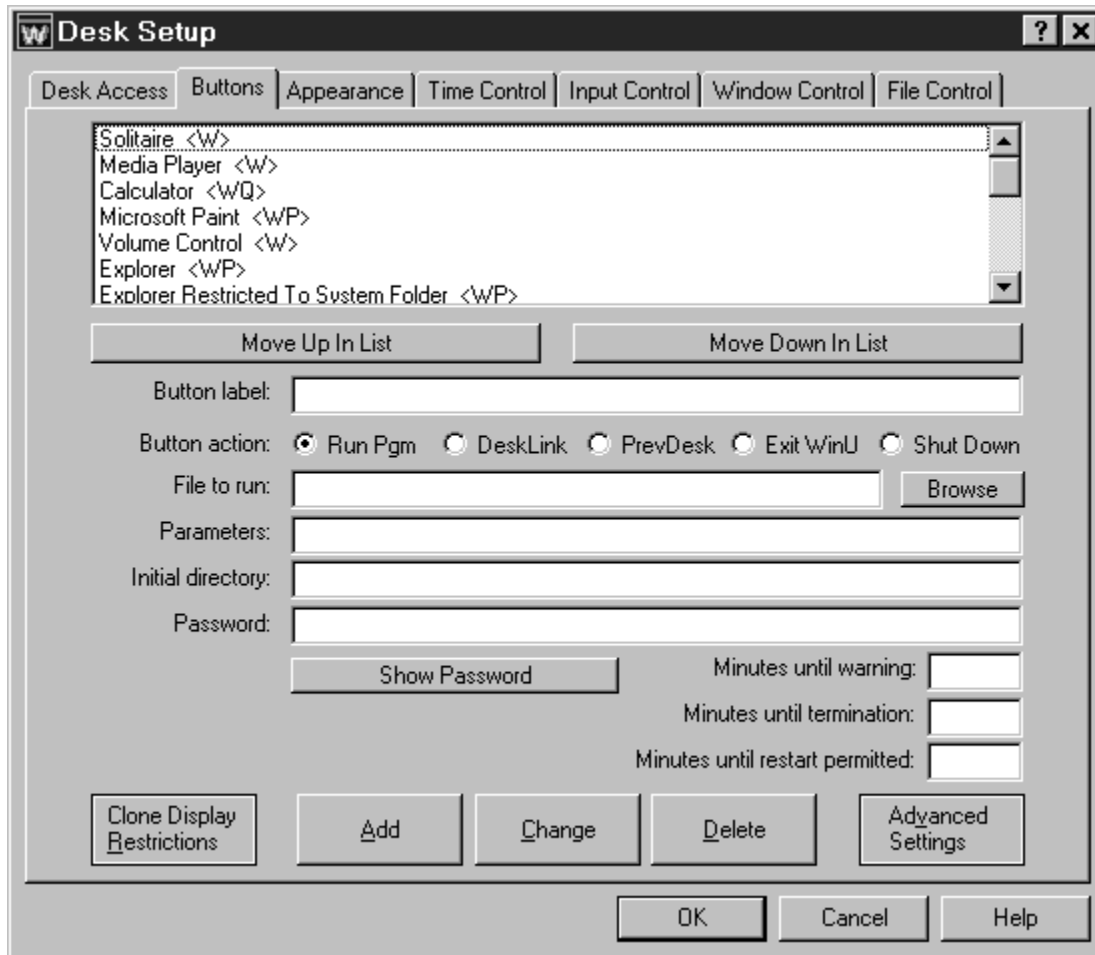 W Desk Setup ? X
Desk Access Buttons Appearance Time Control Input Control Window Control File Control
Solitaire <W>
Media Player <W>
Calculator <WQ>
Microsoft Paint <WP>
Volume Control <W>
Explorer <WP>
Explorer Restricted To System Folder <WP>
Move Up In List Move Down In List
Button label:
Button action: Run Pgm DeskLink PrevDesk Exit WinU Shut Down
File to run: Browse
Parameters:
Initial directory:
Password:
Show Password Minutes until warning:
Minutes until termination:
Minutes until restart permitted:
Clone Display
Restrictions
Add Change Delete
Advanced
Settings
OK Cancel Help